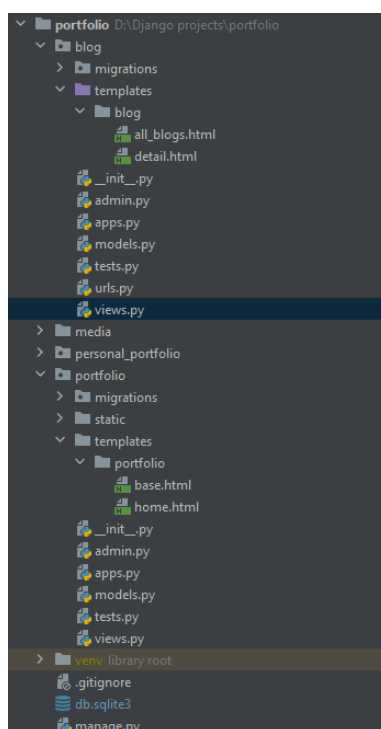 portfolio D:\Django projects\portfolio
blog
migrations
templates
blog
all_blogs.html
detail.html
__init__.py
admin.py
apps.py
models.py
tests.py
urls.py
views.py
media
personal_portfolio
portfolio
migrations
static
templates
portfolio
base.html
home.html
__init__.py
admin.py
apps.py
models.py
tests.py
views.py
venv library root
.gitignore
db.sqlite3
manage.py